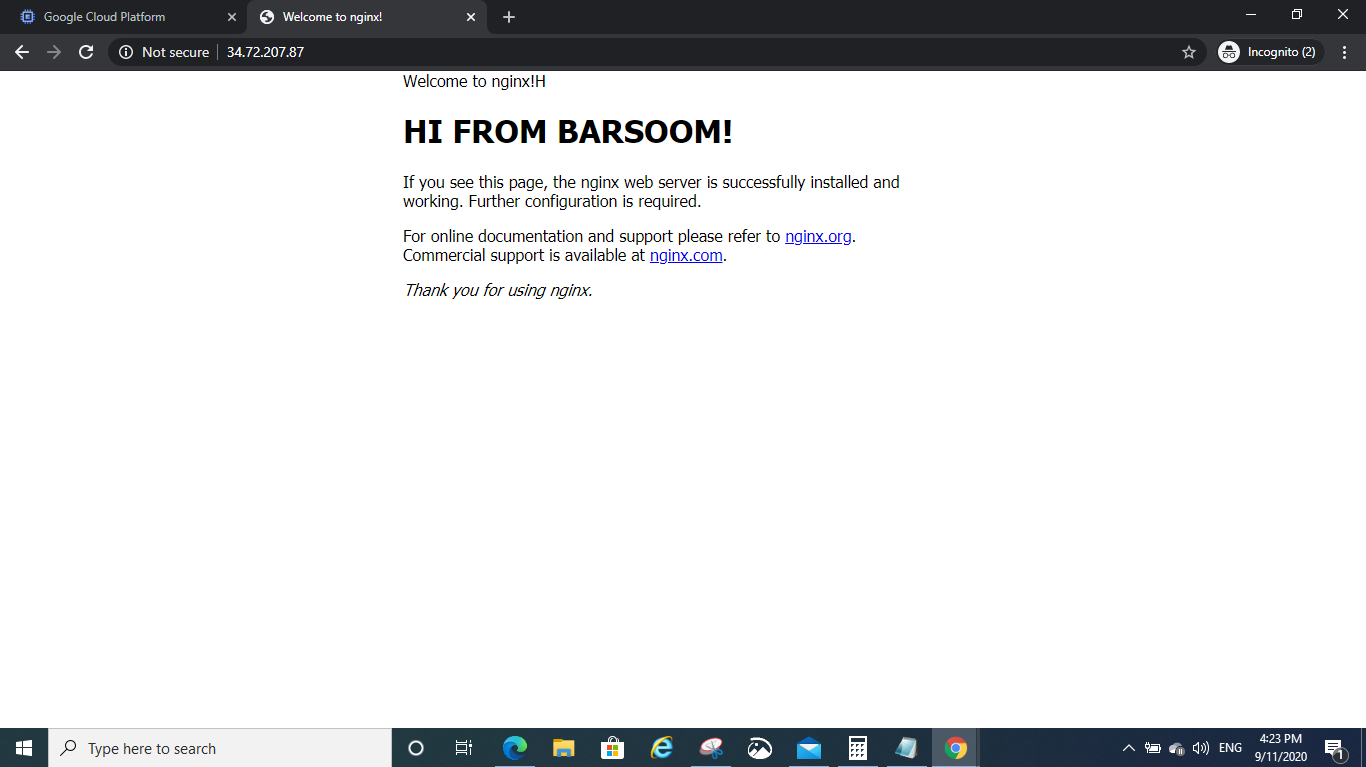 Google Cloud Platform
Welcome to nginx!
Not secure
34.72.207.87
Incognito (2)
Welcome to nginx!H
HI FROM BARSOOM!
If you see this page, the nginx web server is successfully installed and
working. Further configuration is required.
For online documentation and support please refer to nginx.org.
Commercial support is available at nginx.com.
Thank you for using nginx.
Type here to search
ENG
4:23 PM
9/11/2020
1